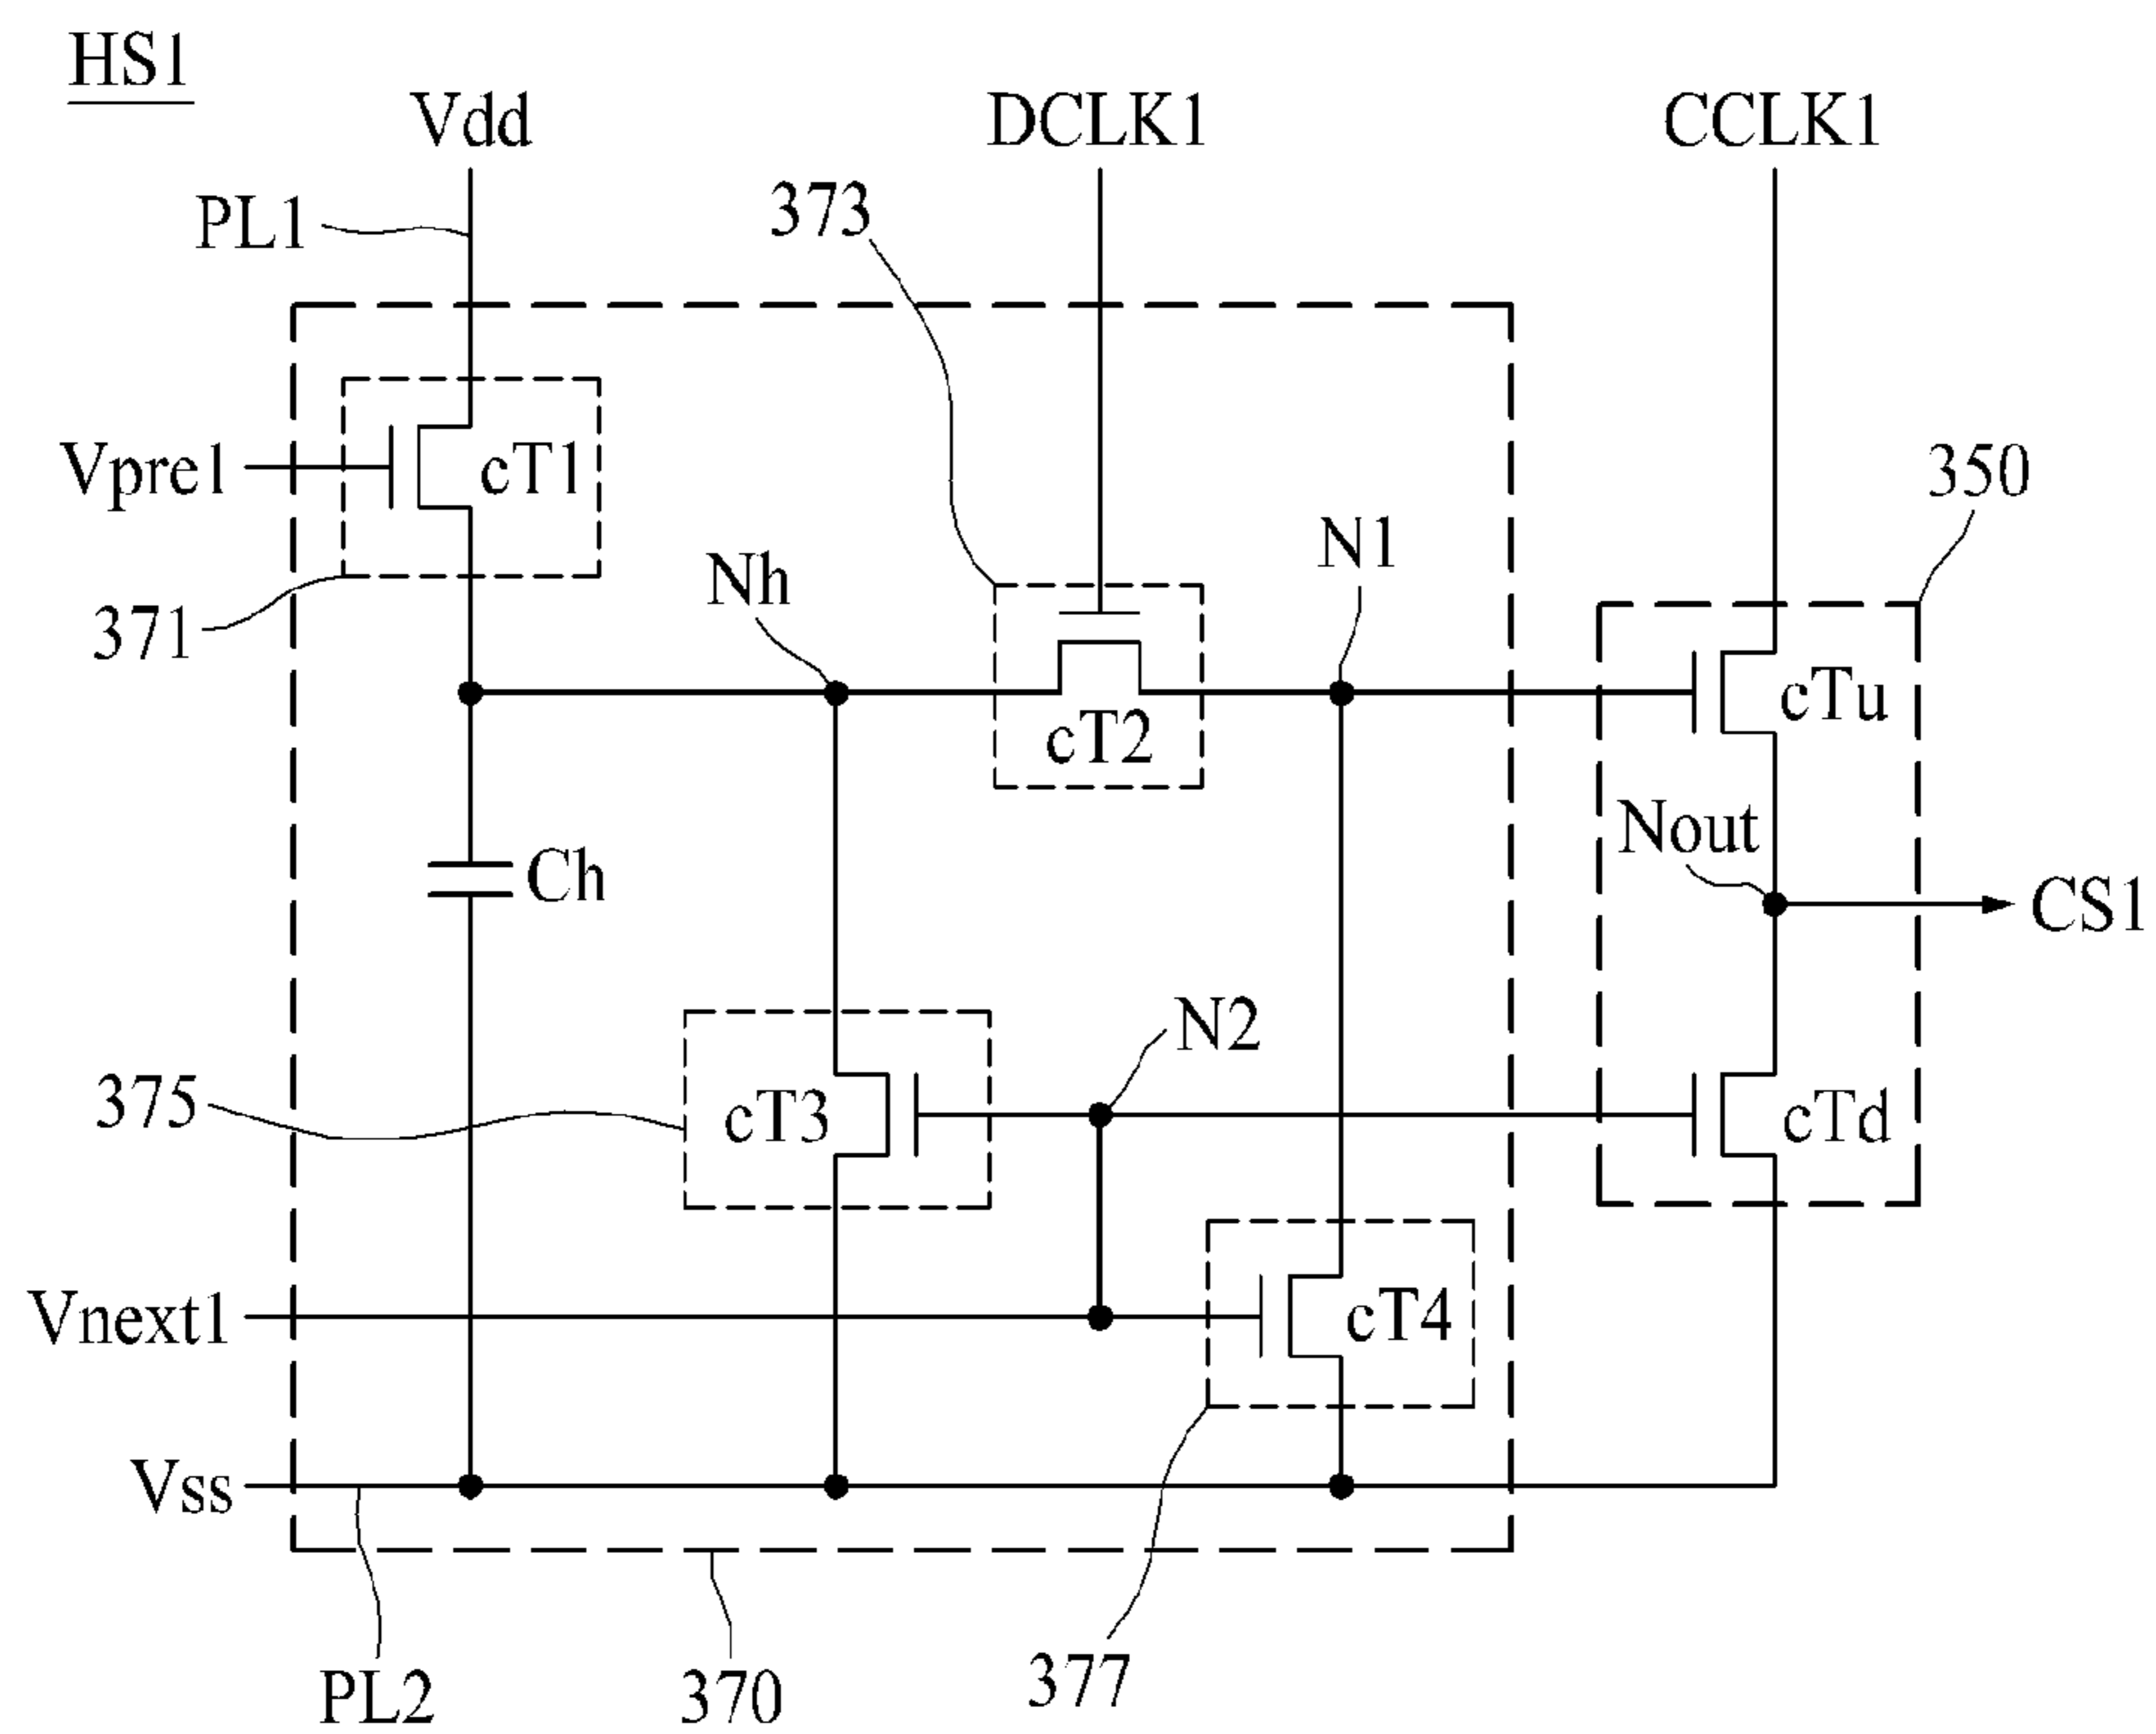 HS1
Vdd
DCLK1
CCLK1
PL1
373
Vpre1
cT1
350
Nh
N1
371
cTu
cT2
Nout
Ch
CS1
N2
375
cT3
cTd
Vnext1
cT4
Vss
377
PL2
370